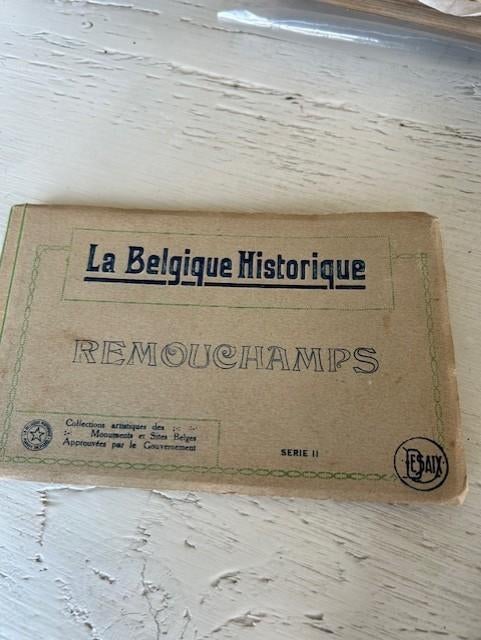 La Belgique Historique
REMOUCHAMPS
Collections artistiques des
Monuments et Sites Belges
Approuvées par le Gouvernement
SERIE II
DESAIX